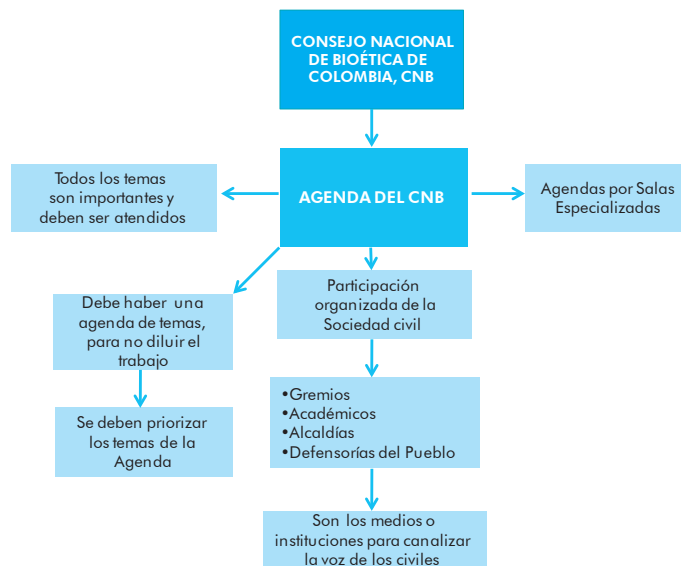 CONSEJO NACIONAL
DE BIOÉTICA DE
COLOMBIA, CNB
Todos los temas
son importantes y
deben ser atendidos
AGENDA DEL CNB
Agendas por Salas
Especializadas
Debe haber una
agenda de temas,
para no diluir el
trabajo
Participación
organizada de la
Sociedad civil
Se deben priorizar
los temas de la
Agenda
•Gremios
•Académicos
•Alcaldías
•Defensorías del Pueblo
Son los medios o
instituciones para canalizar
la voz de los civiles